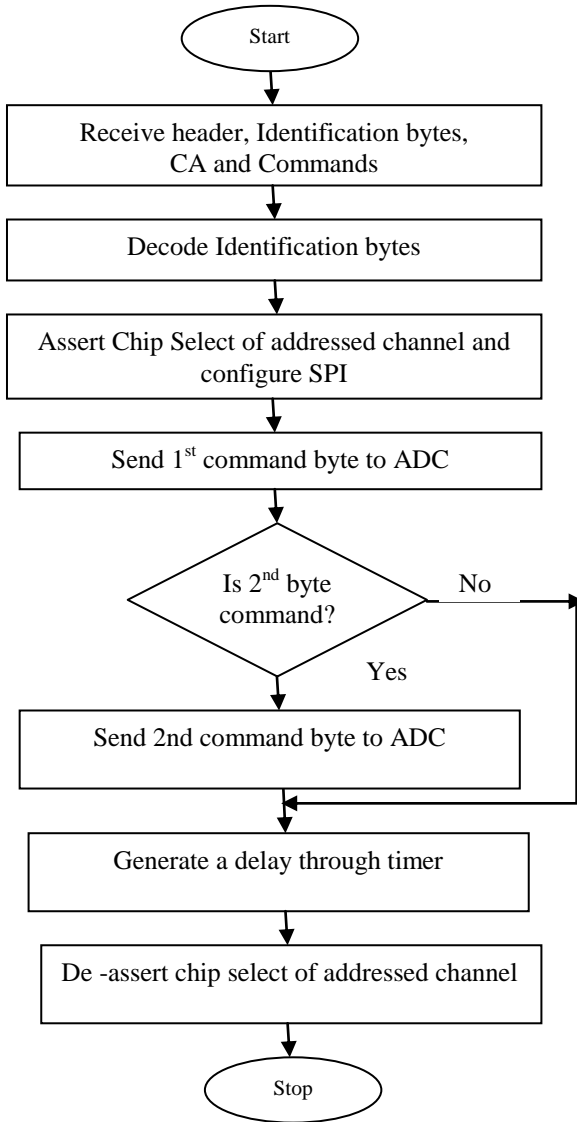 Start
Receive header, Identification bytes,
CA and Commands
Decode Identification bytes
Assert Chip Select of addressed channel and
configure SPI
Send 1st command byte to ADC
Is 2nd byte
command?
No
Yes
Send 2nd command byte to ADC
Generate a delay through timer
De -assert chip select of addressed channel
Stop